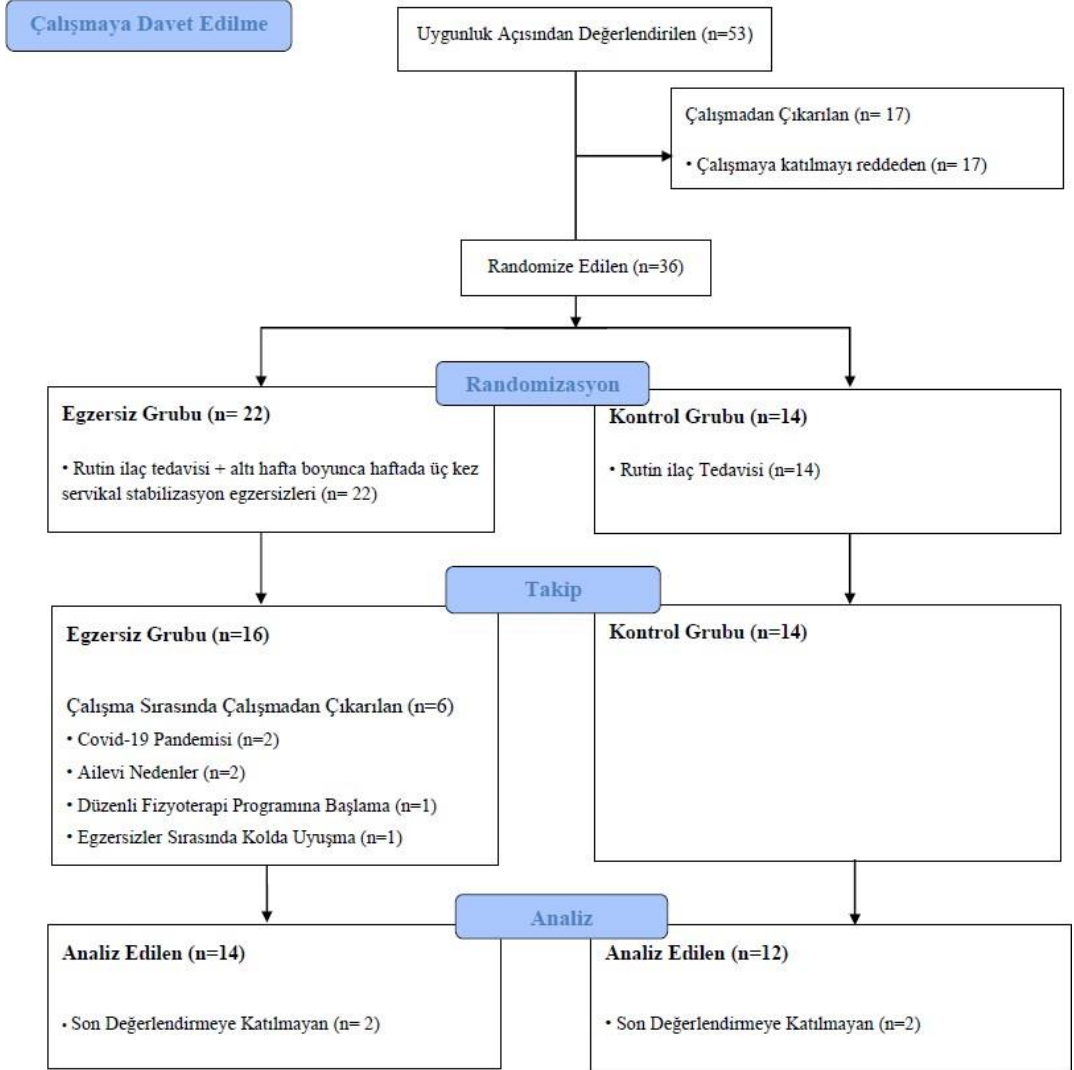 Çalışmaya Davet Edilme
Uygunluk Açısından Değerlendirilen (n=53)
Çalışmadan Çıkarılan (n= 17)
• Çalışmaya katılmayı reddeden (n= 17)
Randomize Edilen (n=36)
Randomizasyon
Egzersiz Grubu (n= 22)
• Rutin ilaç tedavisi + altı hafta boyunca haftada üç kez
servikal stabilizasyon egzersizleri (n= 22)
Kontrol Grubu (n=14)
• Rutin ilaç Tedavisi (n=14)
Takip
Egzersiz Grubu (n=16)
Çalışma Sırasında Çalışmadan Çıkarılan (n=6)
• Covid-19 Pandemisi (n=2)
• Ailevi Nedenler (n=2)
• Düzenli Fizyoterapi Programına Başlama (n=1)
• Egzersizler Sırasında Kolda Uyuşma (n=1)
Kontrol Grubu (n=14)
Analiz
Analiz Edilen (n=14)
• Son Değerlendirmeye Katılmayan (n= 2)
Analiz Edilen (n=12)
• Son Değerlendirmeye Katılmayan (n=2)